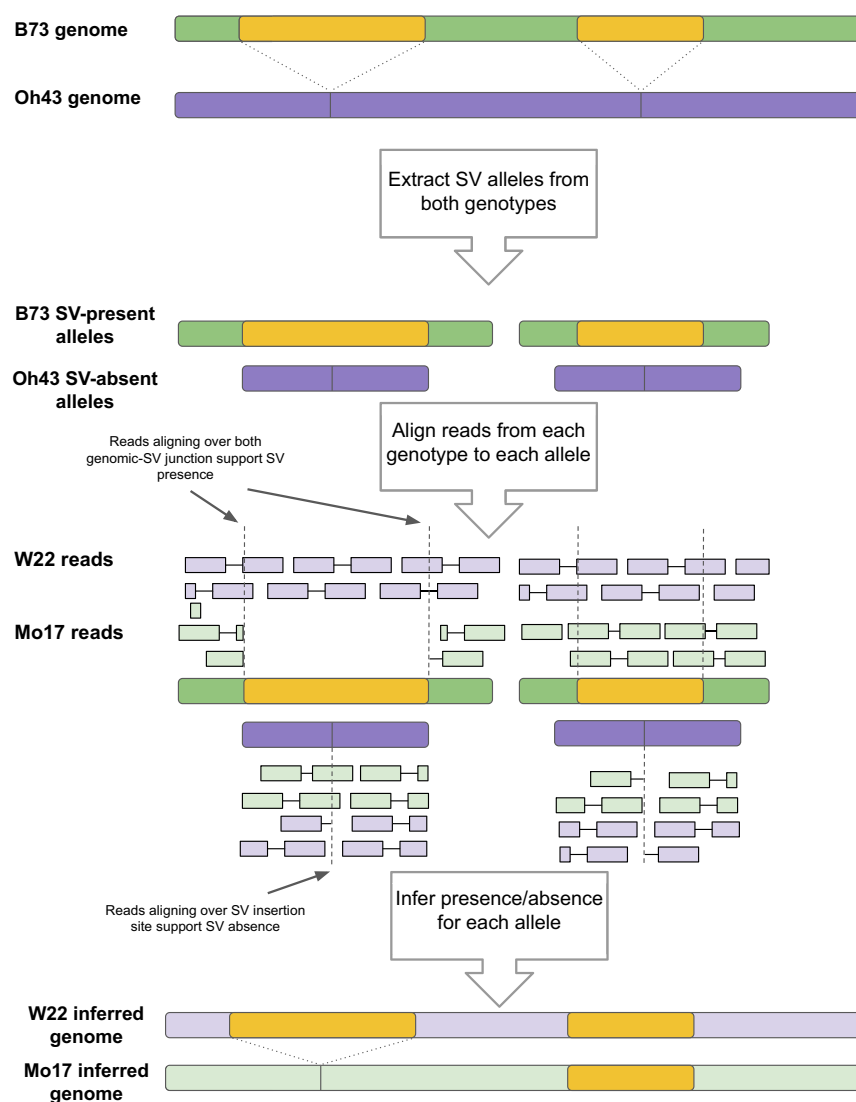 B73 genome
Oh43 genome
Extract SV alleles from
both genotypes
B73 SV-present
alleles
Oh43 SV-absent
alleles
Align reads from each
genotype to each allele
Reads aligning over both
genomic-SV junction support SV
presence
W22 reads
Mo17 reads
Reads aligning over SV insertion
site support SV absence
Infer presence/absence
for each allele
W22 inferred
genome
Mo17 inferred
genome